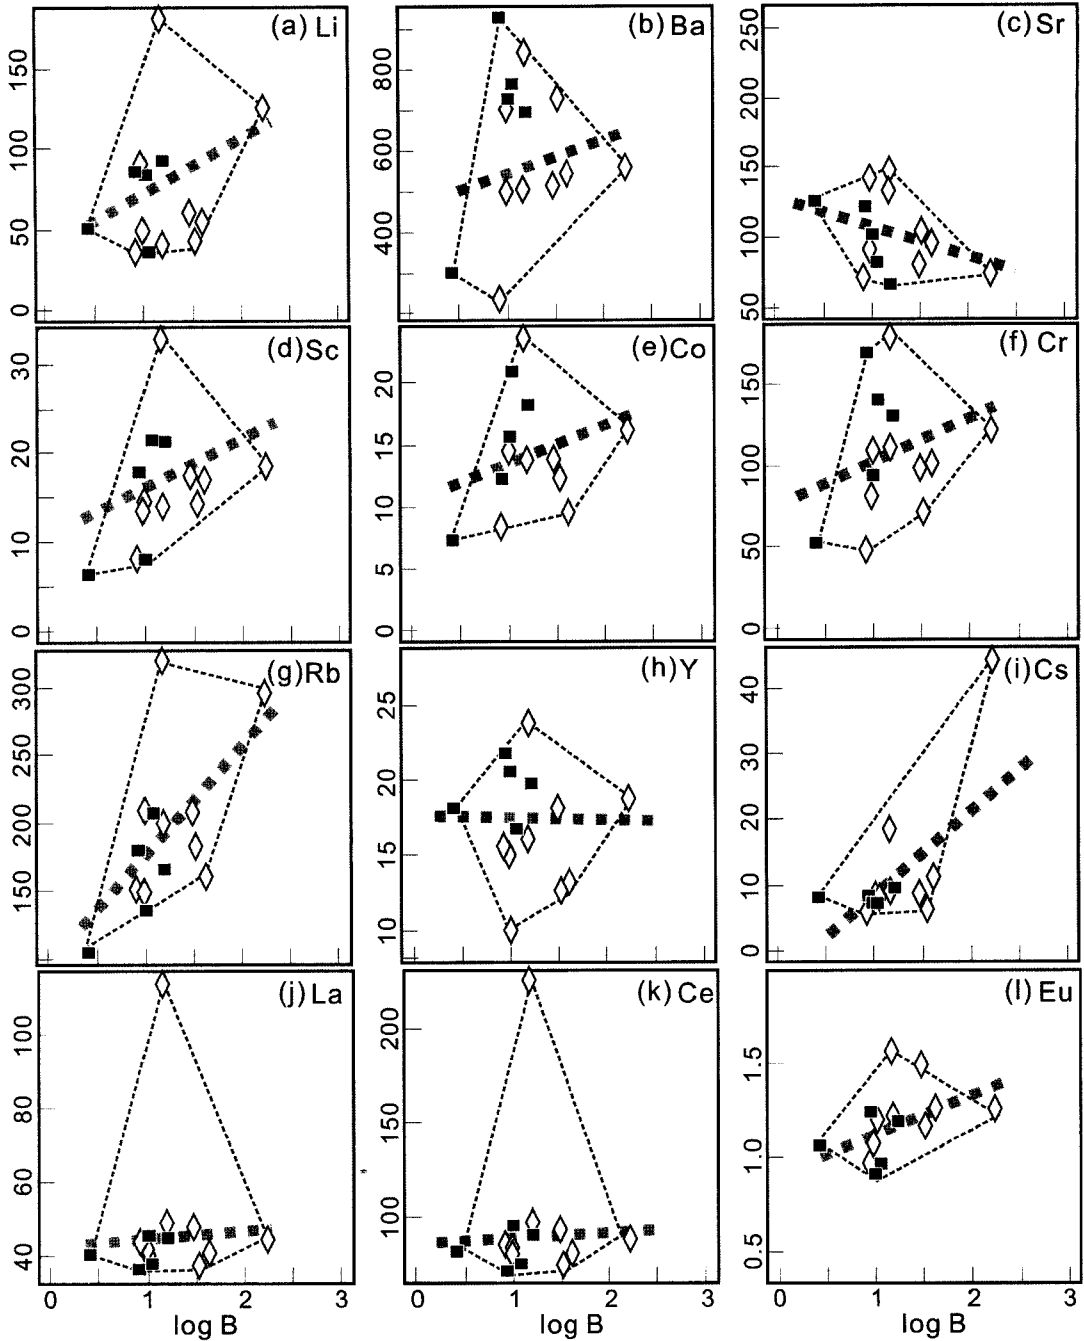 (a) Li
150
100
50
0
(b) Ba
800
600
400
(c) Sr
250
200
150
100
50
(d) Sc
30
20
10
0
(e) Co
20
15
10
5
0
(f) Cr
150
100
50
0
(g) Rb
300
250
200
150
(h) Y
25
20
15
10
(i) Cs
40
30
20
10
0
(j) La
100
80
60
40
0 1 2 3
log B
(k) Ce
200
150
100
0 1 2 3
log B
(l) Eu
1.5
1.0
0.5
0 1 2 3
log B